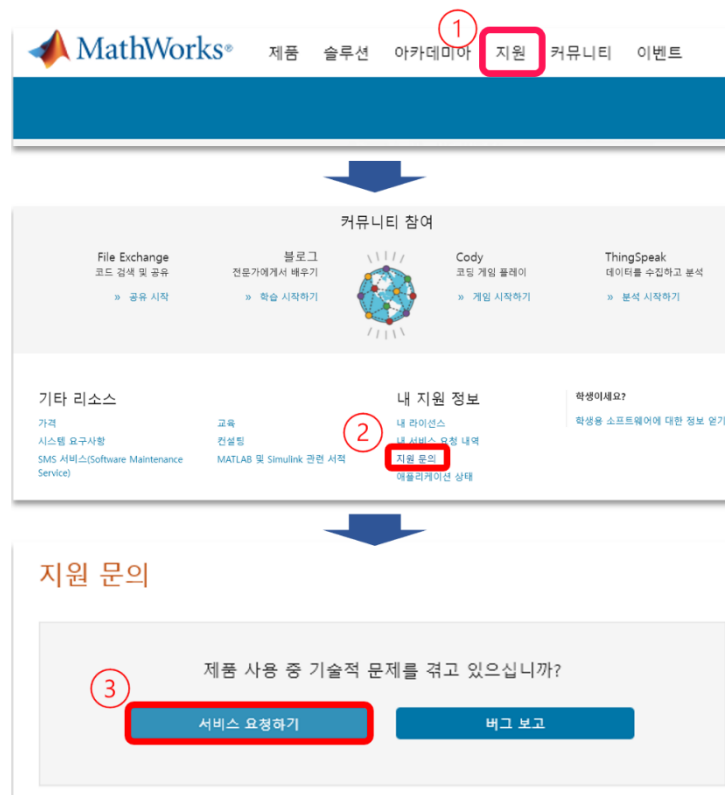 1
MathWorks®
제품 솔루션 아카데미아 지원 커뮤니티 이벤트
커뮤니티 참여
File Exchange
코드 검색 및 공유
» 공유 시작
블로그
전문가에게서 배우기
» 학습 시작하기
Cody
코딩 게임 플레이
» 게임 시작하기
ThingSpeak
데이터를 수집하고 분석
» 분석 시작하기
기타 리소스
가격
시스템 요구사항
SMS 서비스(Software Maintenance
Service)
교육
컨설팅
MATLAB 및 Simulink 관련 서적
2
내 지원 정보
내 라이선스
내 서비스 요청 내역
지원 문의
애플리케이션 상태
학생이세요?
학생용 소프트웨어에 대한 정보 얻기
지원 문의
제품 사용 중 기술적 문제를 겪고 있으십니까?
3
서비스 요청하기
버그 보고